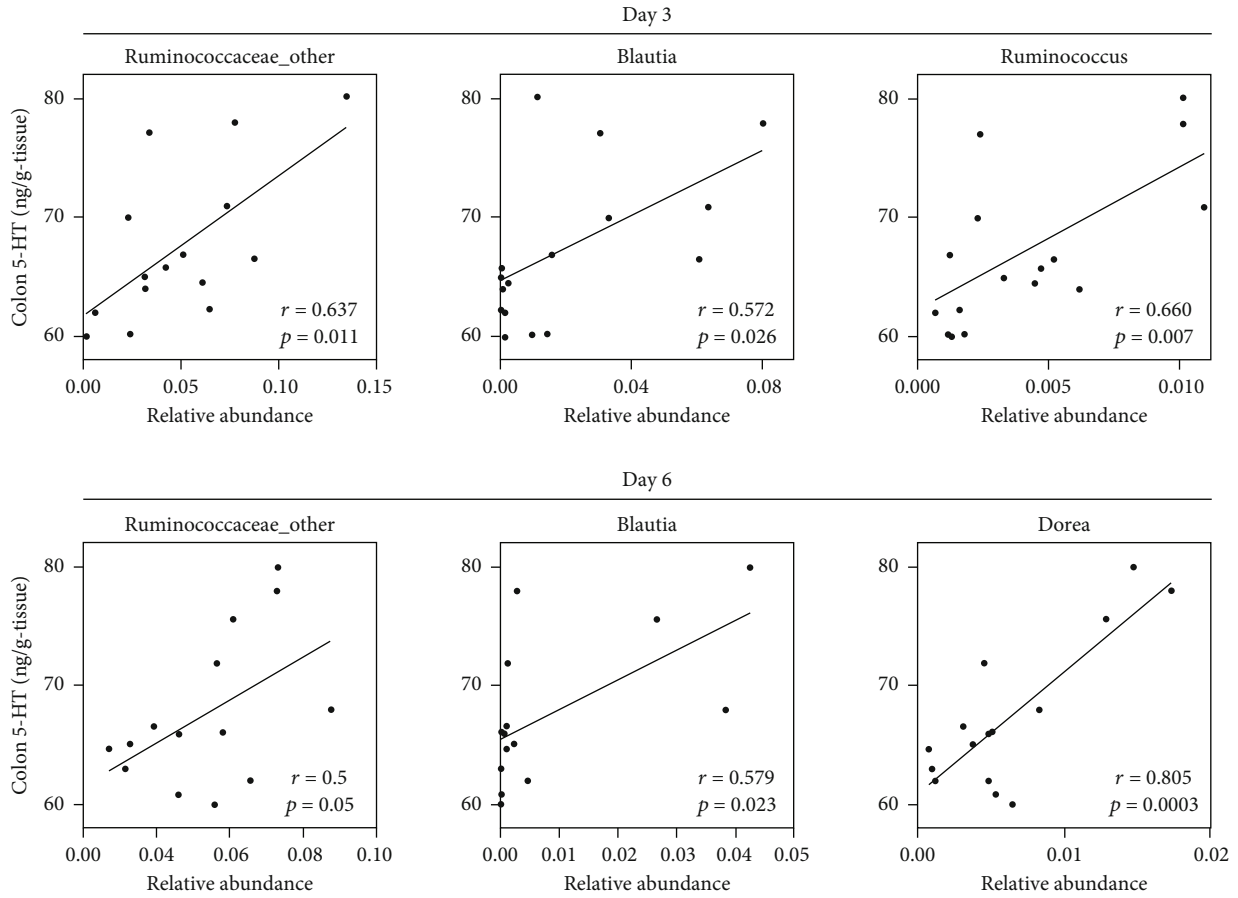 Day 3
Ruminococcaceae_other
Blautia
Ruminococcus
Colon 5-HT (ng/g-tissue)
80
70
60
r = 0.637
p = 0.011
0.00 0.05 0.10 0.15
Relative abundance
80
70
60
r = 0.572
p = 0.026
0.00 0.04 0.08
Relative abundance
80
70
60
r = 0.660
p = 0.007
0.000 0.005 0.010
Relative abundance
Day 6
Ruminococcaceae_other
Blautia
Dorea
Colon 5-HT (ng/g-tissue)
80
70
60
r = 0.5
p = 0.05
0.00 0.04 0.06 0.08 0.10
Relative abundance
80
70
60
r = 0.579
p = 0.023
0.00 0.01 0.02 0.03 0.04 0.05
Relative abundance
80
70
60
r = 0.805
p = 0.0003
0.00 0.01 0.02
Relative abundance